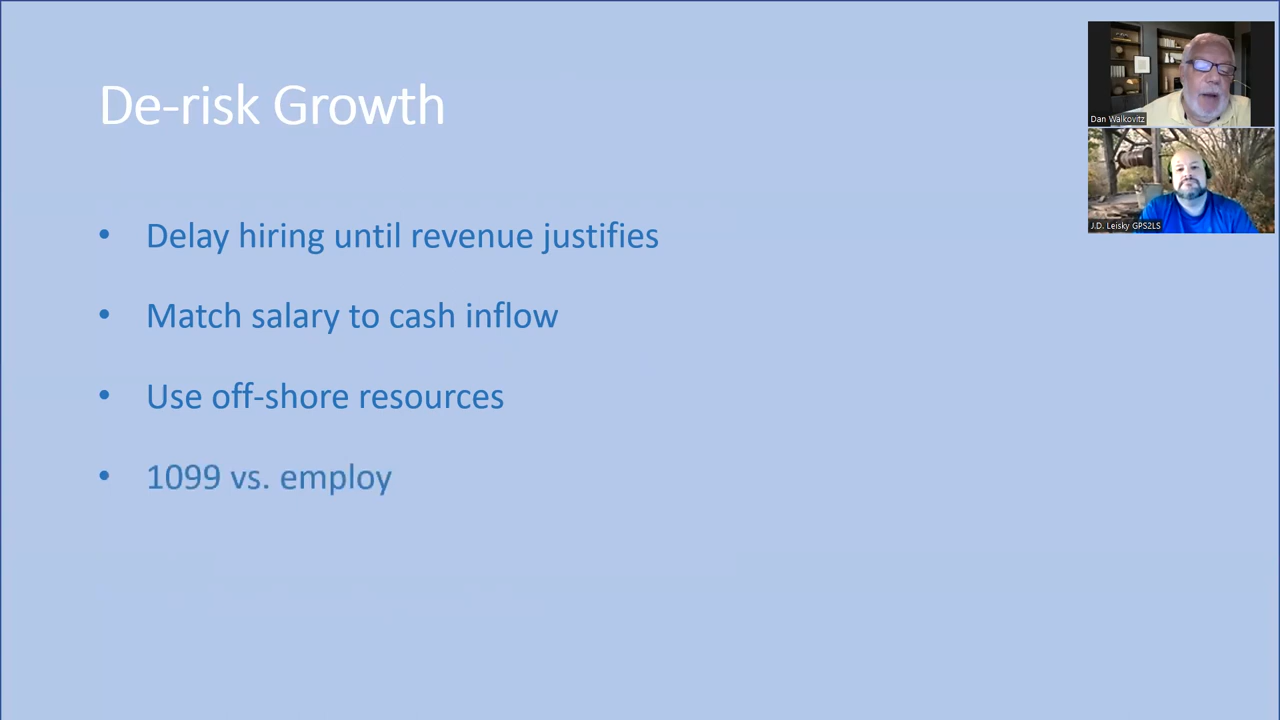 De-risk Growth
• Delay hiring until revenue justifies
• Match salary to cash inflow
• Use off-shore resources
• 1099 vs. employ
Dan Walkovitz
J.D. Leisky GPS2LS